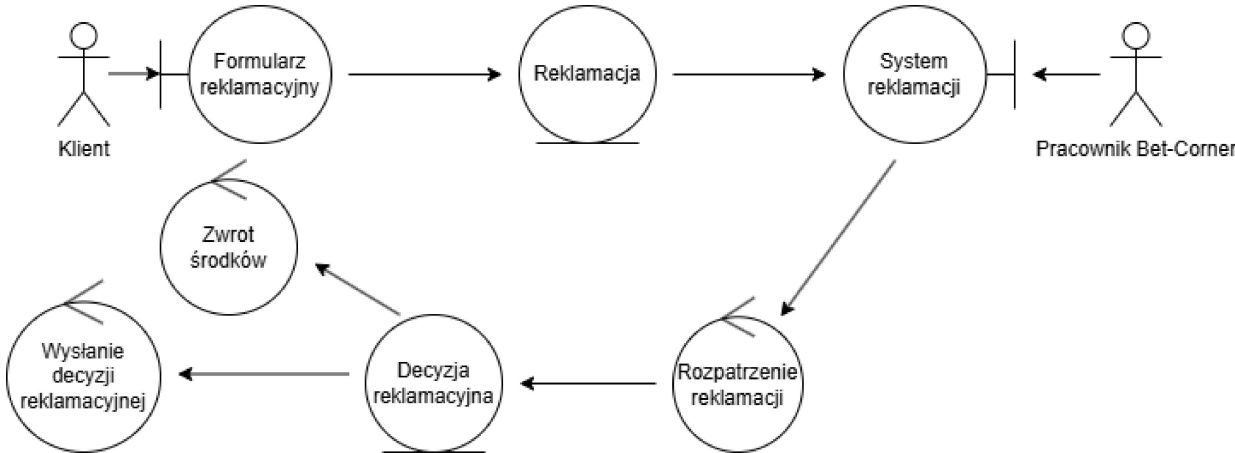 Formularz
reklamacyjny
Reklamacja
System
reklamacji
Klient
Pracownik Bet-Corner
Zwrot
środków
Wysłanie
decyzji
reklamacyjnej
Decyzja
reklamacyjna
Rozpatrzenie
reklamacji